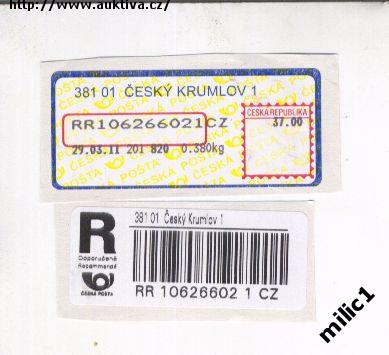 http://www.auktiva.cz/
381 01 ČESKÝ KRUMLOV 1
ČESKÁ REPUBLIKA
RR106266021CZ
37.00
29.03.11 201 820 0.380kg
ČESKÁ POŠTA
R
Doporučeně
Recommandé
ČESKÁ POŠTA
381 01 Český Krumlov 1
RR 10626602 1 CZ
milic1